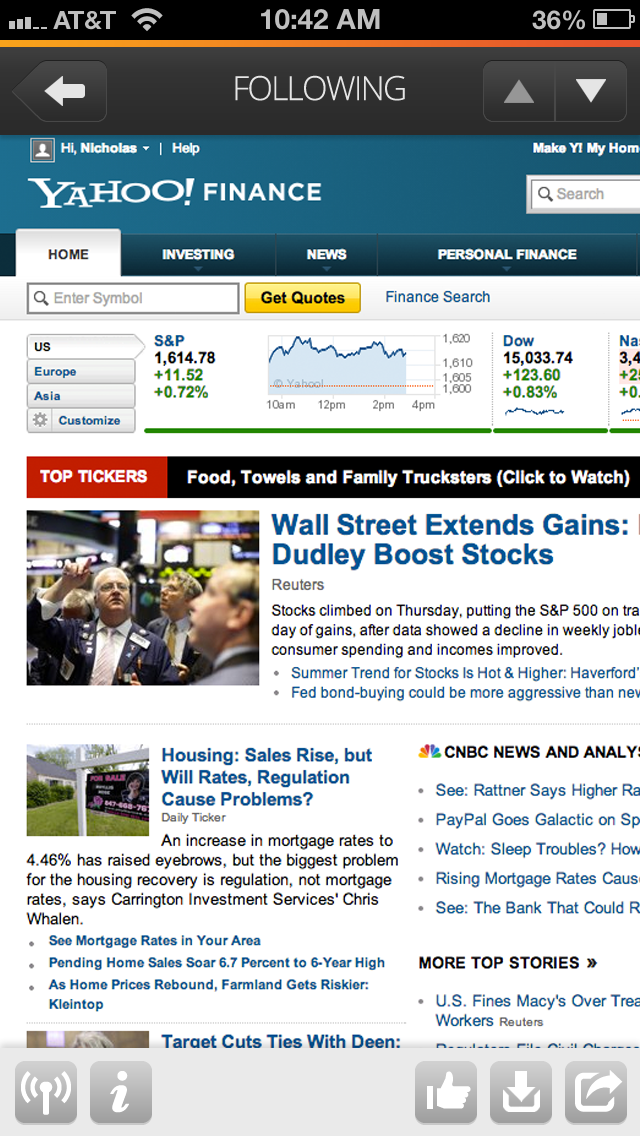 AT&T 10:42 AM 36%
FOLLOWING
Hi, Nicholas | Help Make Y! My Hom
YAHOO! FINANCE
Search
HOME INVESTING NEWS PERSONAL FINANCE
Enter Symbol Get Quotes Finance Search
US
Europe
Asia
Customize
S&P
1,614.78
+11.52
+0.72%
1,620
1,610
1,605
1,600
© Yahoo!
10am 12pm 2pm 4pm
Dow
15,033.74
+123.60
+0.83%
Na
3,4
+2
+0.
TOP TICKERS Food, Towels and Family Trucksters (Click to Watch)
Wall Street Extends Gains:
Dudley Boost Stocks
Reuters
Stocks climbed on Thursday, putting the S&P 500 on tra
day of gains, after data showed a decline in weekly joble
consumer spending and incomes improved.
Summer Trend for Stocks Is Hot & Higher: Haverford'
Fed bond-buying could be more aggressive than new
FOR SALE
847-668-767
Housing: Sales Rise, but
Will Rates, Regulation
Cause Problems?
Daily Ticker
An increase in mortgage rates to
4.46% has raised eyebrows, but the biggest problem
for the housing recovery is regulation, not mortgage
rates, says Carrington Investment Services' Chris
Whalen.
See Mortgage Rates in Your Area
Pending Home Sales Soar 6.7 Percent to 6-Year High
As Home Prices Rebound, Farmland Gets Riskier:
Kleintop
Target Cuts Ties With Deen:
CNBC NEWS AND ANALYS
See: Rattner Says Higher Ra
PayPal Goes Galactic on Sp
Watch: Sleep Troubles? How
Rising Mortgage Rates Caus
See: The Bank That Could R
MORE TOP STORIES »
U.S. Fines Macy's Over Trea
Workers Reuters
Regulators File Civil Charge